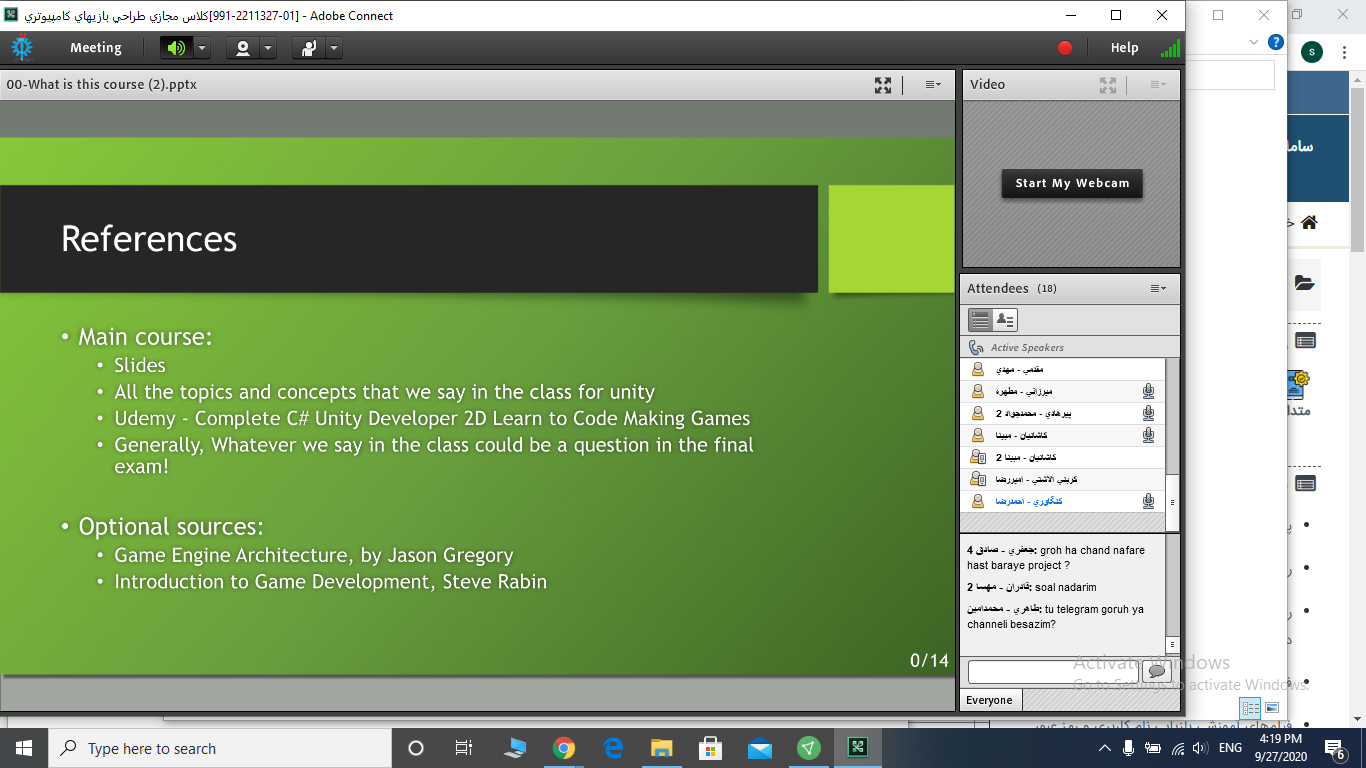 كلاس مجازي طراحي بازيهاي كامپيوتري[991-2211327-01] - Adobe Connect
Meeting
Help
00-What is this course (2).pptx
References
• Main course:
• Slides
• All the topics and concepts that we say in the class for unity
• Udemy - Complete C# Unity Developer 2D Learn to Code Making Games
• Generally, Whatever we say in the class could be a question in the final
exam!
• Optional sources:
• Game Engine Architecture, by Jason Gregory
• Introduction to Game Development, Steve Rabin
0/14
Video
Start My Webcam
Attendees (18)
Active Speakers
مقدمي - مهدي
ميرزاني - مطهره
پيرهادي - محمدجواد 2
كاشانيان - مبينا
كاشانيان - مبينا 2
كربلي الاشتي - اميررضا
كنگاوري - احمدرضا
جعفري - صادق 4: groh ha chand nafare
hast baraye project ?
قادران - مهسا 2: soal nadarim
طاهري - محمدامين: tu telegram goruh ya
channeli besazim?
Everyone
Activate Windows
Go to Settings to activate Windows.
S
ساما
خ
متدا
پ
ر
ر
د
ف
Type here to search
ENG
4:19 PM
9/27/2020
6